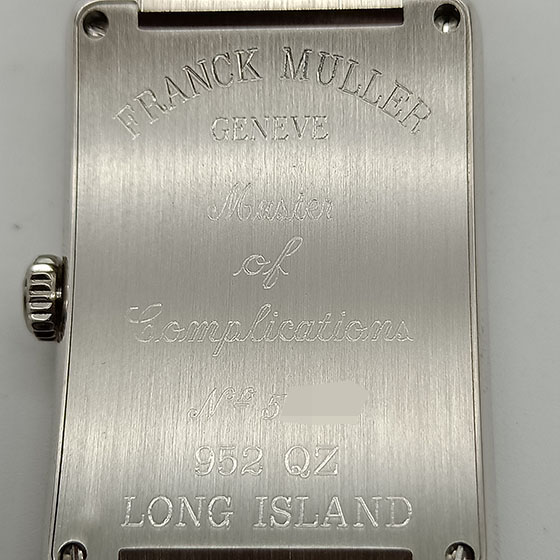 FRANCK MULLER
GENEVE
Master
of
Complications
No 5
952 QZ
LONG ISLAND